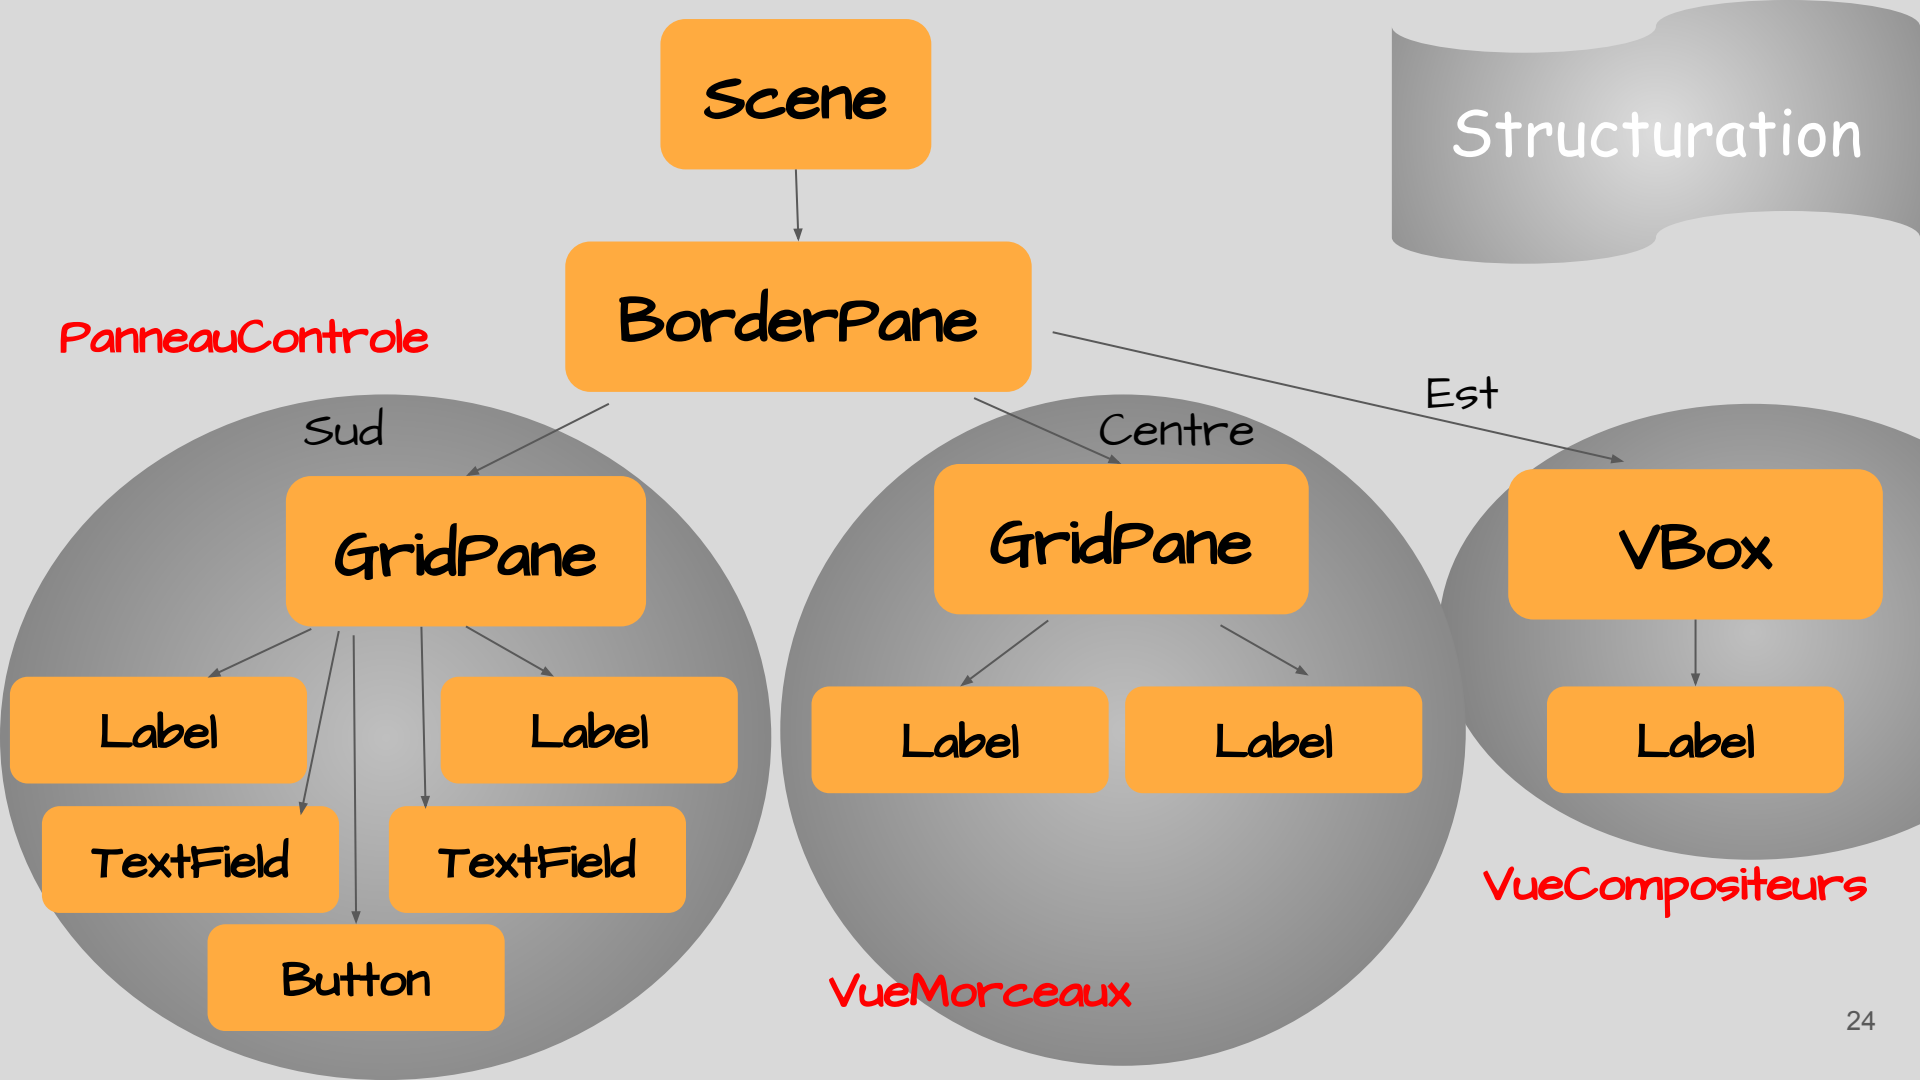 Structuration
Scene
BorderPane
PanneauControle
Sud
Centre
Est
GridPane
GridPane
VBox
Label
Label
Label
Label
Label
TextField
TextField
Button
VueCompositeurs
VueMorceaux
24